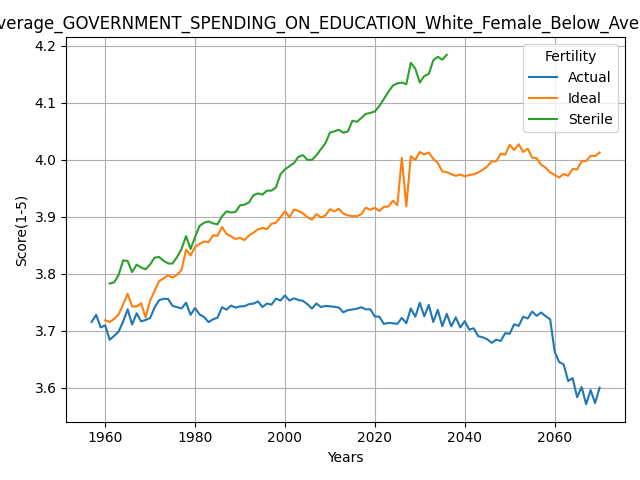 verage_GOVERNMENT_SPENDING_ON_EDUCATION_White_Female_Below_Ave
Fertility
Actual
Ideal
Sterile
Score(1-5)
4.2
4.1
4.0
3.9
3.8
3.7
3.6
1960 1980 2000 2020 2040 2060
Years